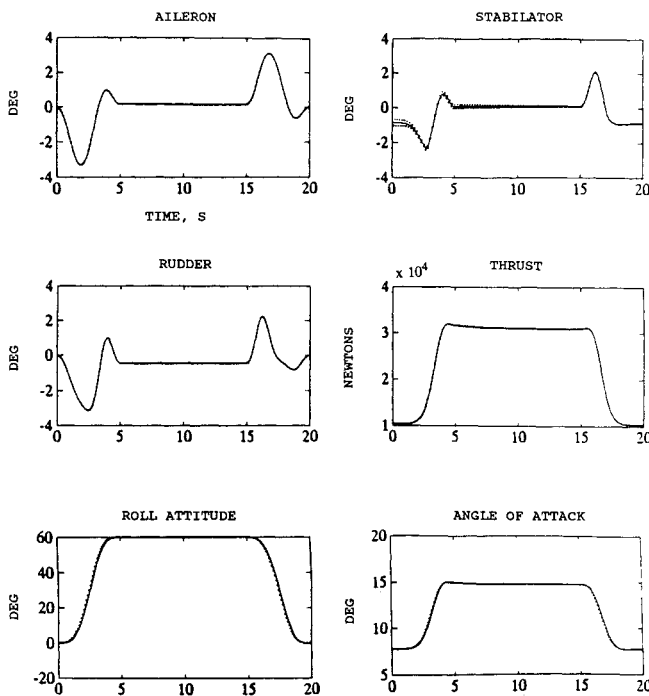 AILERON
4
2
0
-2
-4
DEG
0 5 10 15 20
TIME, S
STABILATOR
4
2
0
-2
-4
DEG
0 5 10 15 20
RUDDER
4
2
0
-2
-4
DEG
0 5 10 15 20
THRUST
x 10^4
4
3
2
1
NEWTONS
0 5 10 15 20
ROLL ATTITUDE
60
40
20
0
-20
DEG
0 5 10 15 20
ANGLE OF ATTACK
20
15
10
5
DEG
0 5 10 15 20